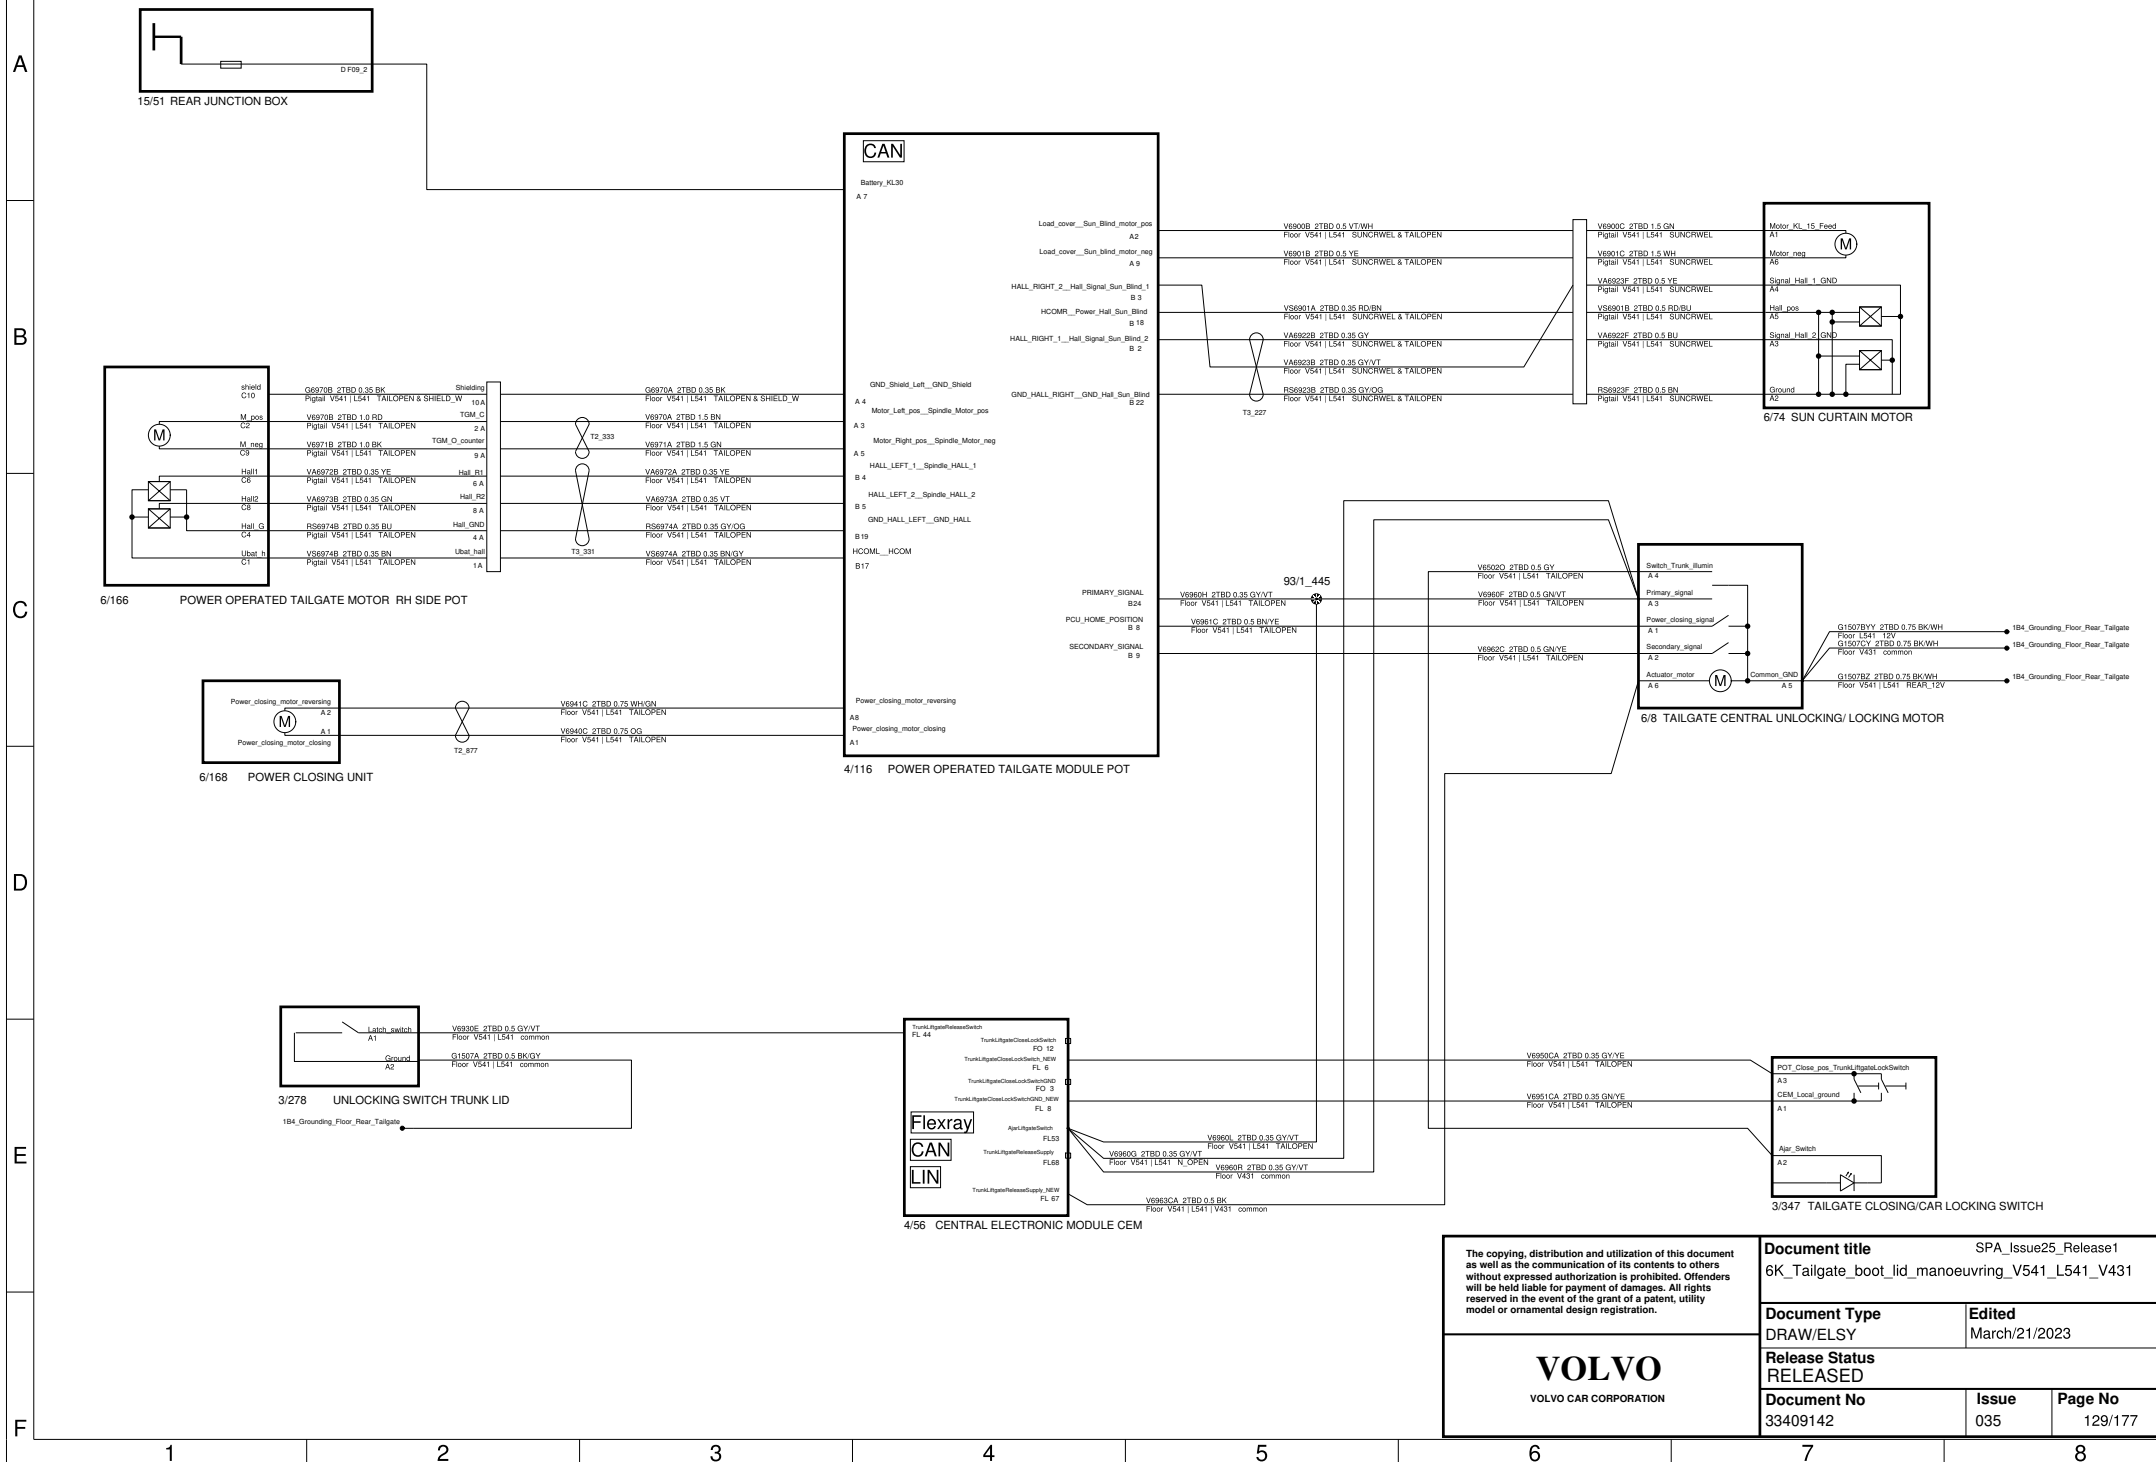 A
B
C
D
E
F
1
2
3
4
5
6
7
8
D F09_2
15/51 REAR JUNCTION BOX
CAN
Battery_KL30
A 7
Load_cover__Sun_Blind_motor_pos
A2
Load_cover__Sun_blind_motor_neg
A 9
HALL_RIGHT_2__Hall_Signal_Sun_Blind_1
B 3
HCOMR__Power_Hall_Sun_Blind
B 18
HALL_RIGHT_1__Hall_Signal_Sun_Blind_2
B 2
GND_HALL_RIGHT__GND_Hall_Sun_Blind
B 22
GND_Shield_Left__GND_Shield
A 4
Motor_Left_pos__Spindle_Motor_pos
A 3
Motor_Right_pos__Spindle_Motor_neg
A 5
HALL_LEFT_1__Spindle_HALL_1
B 4
HALL_LEFT_2__Spindle_HALL_2
B 5
GND_HALL_LEFT__GND_HALL
B19
HCOML__HCOM
B17
PRIMARY_SIGNAL
B24
PCU_HOME_POSITION
B 8
SECONDARY_SIGNAL
B 9
Power_closing_motor_reversing
A8
Power_closing_motor_closing
A1
4/116 POWER OPERATED TAILGATE MODULE POT
V6900B 2TBD 0.5 VT/WH
Floor V541 | L541 SUNCRWEL & TAILOPEN
V6901B 2TBD 0.5 YE
Floor V541 | L541 SUNCRWEL & TAILOPEN
VS6901A 2TBD 0.35 RD/BN
Floor V541 | L541 SUNCRWEL & TAILOPEN
VA6922B 2TBD 0.35 GY
Floor V541 | L541 SUNCRWEL & TAILOPEN
VA6923B 2TBD 0.35 GY/VT
Floor V541 | L541 SUNCRWEL & TAILOPEN
RS6923B 2TBD 0.35 GY/OG
Floor V541 | L541 SUNCRWEL & TAILOPEN
T3_227
V6900C 2TBD 1.5 GN
Pigtail V541 | L541 SUNCRWEL
V6901C 2TBD 1.5 WH
Pigtail V541 | L541 SUNCRWEL
VA6923F 2TBD 0.5 YE
Pigtail V541 | L541 SUNCRWEL
VS6901B 2TBD 0.5 RD/BU
Pigtail V541 | L541 SUNCRWEL
VA6922F 2TBD 0.5 BU
Pigtail V541 | L541 SUNCRWEL
RS6923F 2TBD 0.5 BN
Pigtail V541 | L541 SUNCRWEL
Motor_KL_15_Feed
A1
M
Motor_neg
A6
Signal_Hall_1_GND
A4
Hall_pos
A5
Signal_Hall_2_GND
A3
Ground
A2
6/74 SUN CURTAIN MOTOR
shield
C10
M_pos
C2
M
M_neg
C9
Hall1
C6
Hall2
C8
Hall_G
C4
Ubat_h
C1
6/166 POWER OPERATED TAILGATE MOTOR RH SIDE POT
G6970B 2TBD 0.35 BK
Pigtail V541 | L541 TAILOPEN & SHIELD_W
V6970B 2TBD 1.0 RD
Pigtail V541 | L541 TAILOPEN
V6971B 2TBD 1.0 BK
Pigtail V541 | L541 TAILOPEN
VA6972B 2TBD 0.35 YE
Pigtail V541 | L541 TAILOPEN
VA6973B 2TBD 0.35 GN
Pigtail V541 | L541 TAILOPEN
RS6974B 2TBD 0.35 BU
Pigtail V541 | L541 TAILOPEN
VS6974B 2TBD 0.35 BN
Pigtail V541 | L541 TAILOPEN
Shielding
10 A
TGM_C
2 A
TGM_O_counter
9 A
Hall_R1
6 A
Hall_R2
8 A
Hall_GND
4 A
Ubat_hall
1 A
T2_333
T3_331
G6970A 2TBD 0.35 BK
Floor V541 | L541 TAILOPEN & SHIELD_W
V6970A 2TBD 1.5 BN
Floor V541 | L541 TAILOPEN
V6971A 2TBD 1.5 GN
Floor V541 | L541 TAILOPEN
VA6972A 2TBD 0.35 YE
Floor V541 | L541 TAILOPEN
VA6973A 2TBD 0.35 VT
Floor V541 | L541 TAILOPEN
RS6974A 2TBD 0.35 GY/OG
Floor V541 | L541 TAILOPEN
VS6974A 2TBD 0.35 BN/GY
Floor V541 | L541 TAILOPEN
93/1_445
V6960H 2TBD 0.35 GY/VT
Floor V541 | L541 TAILOPEN
V6961C 2TBD 0.5 BN/YE
Floor V541 | L541 TAILOPEN
V6502O 2TBD 0.5 GY
Floor V541 | L541 TAILOPEN
V6960F 2TBD 0.5 GN/VT
Floor V541 | L541 TAILOPEN
V6962C 2TBD 0.5 GN/YE
Floor V541 | L541 TAILOPEN
Switch_Trunk_illumin
A 4
Primary_signal
A 3
Power_closing_signal
A 1
Secondary_signal
A 2
Actuator_motor
A 6
M
Common_GND
A 5
6/8 TAILGATE CENTRAL UNLOCKING/ LOCKING MOTOR
G1507BYY 2TBD 0.75 BK/WH
Floor L541 12V
G1507CY 2TBD 0.75 BK/WH
Floor V431 common
G1507BZ 2TBD 0.75 BK/WH
Floor V541 | L541 REAR_12V
1B4_Grounding_Floor_Rear_Tailgate
1B4_Grounding_Floor_Rear_Tailgate
1B4_Grounding_Floor_Rear_Tailgate
Power_closing_motor_reversing
A 2
M
A 1
Power_closing_motor_closing
6/168 POWER CLOSING UNIT
T2_877
V6941C 2TBD 0.75 WH/GN
Floor V541 | L541 TAILOPEN
V6940C 2TBD 0.75 OG
Floor V541 | L541 TAILOPEN
Latch_switch
A1
Ground
A2
3/278 UNLOCKING SWITCH TRUNK LID
V6930E 2TBD 0.5 GY/VT
Floor V541 | L541 common
G1507A 2TBD 0.5 BK/GY
Floor V541 | L541 common
1B4_Grounding_Floor_Rear_Tailgate
TrunkLiftgateReleaseSwitch
FL 44
TrunkLiftgateCloseLockSwitch
FO 12
TrunkLiftgateCloseLockSwitch_NEW
FL 6
TrunkLiftgateCloseLockSwitchGND
FO 3
TrunkLiftgateCloseLockSwitchGND_NEW
FL 8
Flexray
CAN
LIN
AjarLiftgateSwitch
FL53
TrunkLiftgateReleaseSupply
FL68
TrunkLiftgateReleaseSupply_NEW
FL 67
4/56 CENTRAL ELECTRONIC MODULE CEM
V6960L 2TBD 0.35 GY/VT
Floor V541 | L541 TAILOPEN
V6960G 2TBD 0.35 GY/VT
Floor V541 | L541 N_OPEN
V6960R 2TBD 0.35 GY/VT
Floor V431 common
V6963CA 2TBD 0.5 BK
Floor V541 | L541 | V431 common
V6950CA 2TBD 0.35 GY/YE
Floor V541 | L541 TAILOPEN
V6951CA 2TBD 0.35 GN/YE
Floor V541 | L541 TAILOPEN
POT_Close_pos_TrunkLiftgateLockSwitch
A3
CEM_Local_ground
A1
Ajar_Switch
A2
3/347 TAILGATE CLOSING/CAR LOCKING SWITCH
The copying, distribution and utilization of this document
as well as the communication of its contents to others
without expressed authorization is prohibited. Offenders
will be held liable for payment of damages. All rights
reserved in the event of the grant of a patent, utility
model or ornamental design registration.
VOLVO
VOLVO CAR CORPORATION
Document title SPA_Issue25_Release1
6K_Tailgate_boot_lid_manoeuvring_V541_L541_V431
Document Type Edited
DRAW/ELSY March/21/2023
Release Status
RELEASED
Document No Issue Page No
33409142 035 129/177